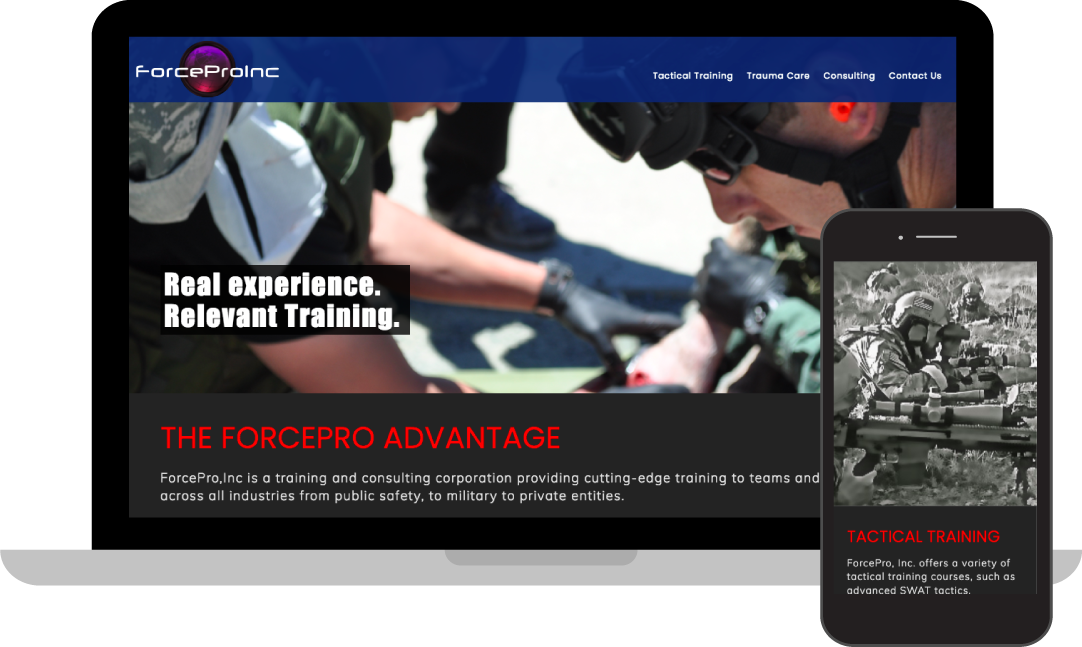 ForceProInc
Tactical Training Trauma Care Consulting Contact Us
Real experience.
Relevant Training.
THE FORCEPRO ADVANTAGE
ForcePro,Inc is a training and consulting corporation providing cutting-edge training to teams and
across all industries from public safety, to military to private entities.
TACTICAL TRAINING
ForcePro, Inc. offers a variety of
tactical training courses, such as
advanced SWAT tactics.